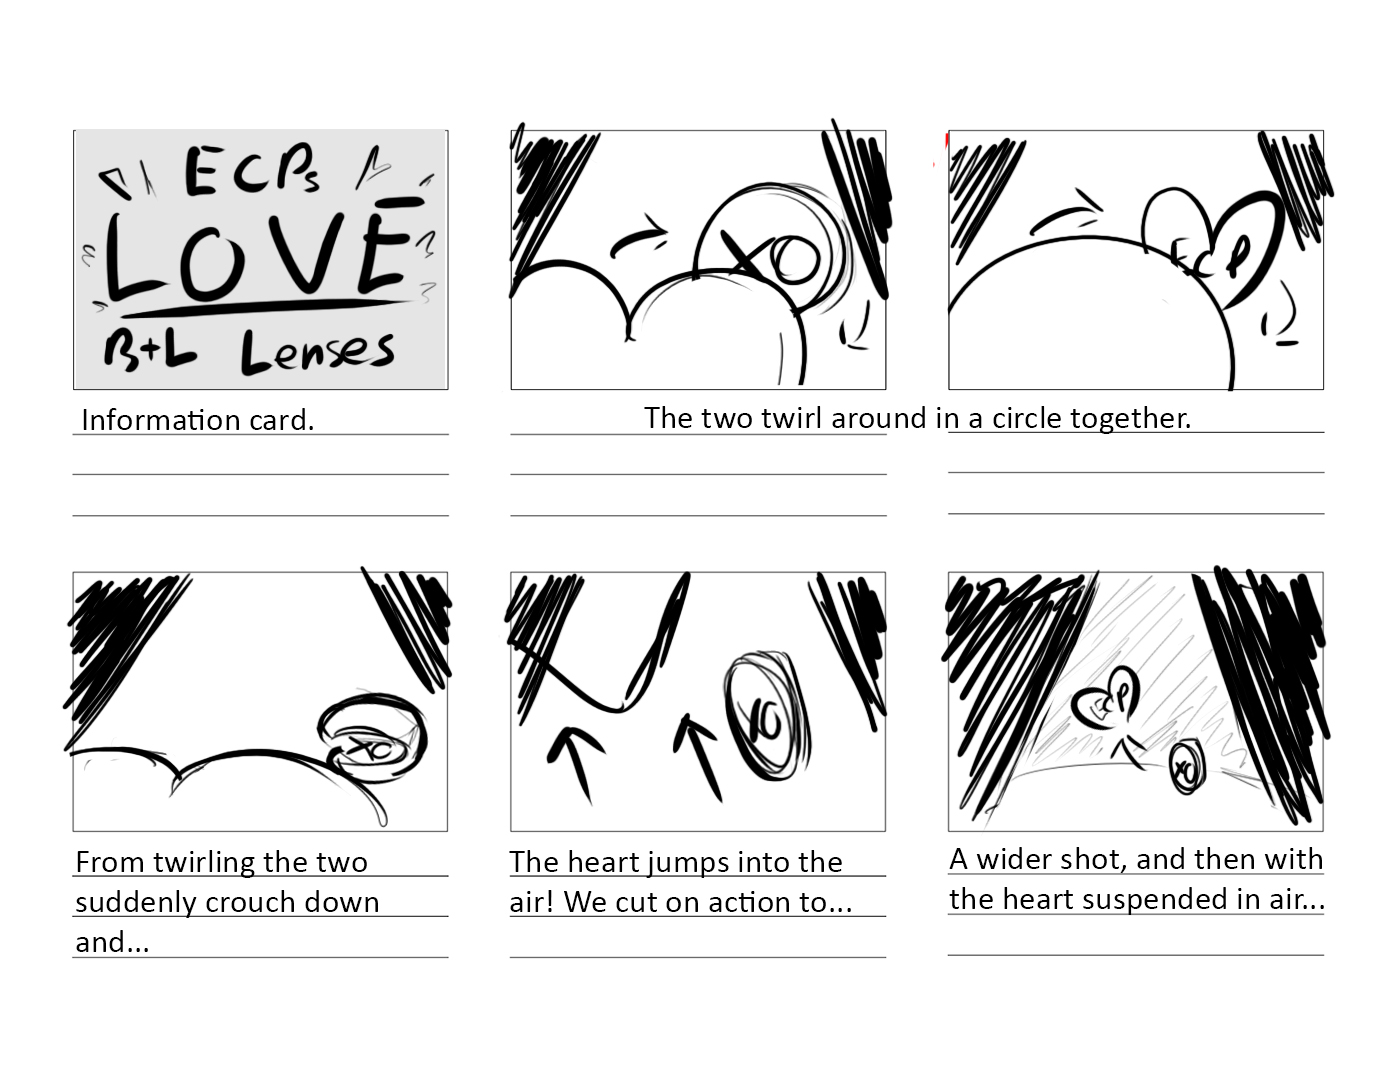 ECPs
LOVE
B+L Lenses
Information card.
XO
ECP
The two twirl around in a circle together.
XO
From twirling the two
suddenly crouch down
and...
XO
The heart jumps into the
air! We cut on action to...
ECP
XO
A wider shot, and then with
the heart suspended in air...